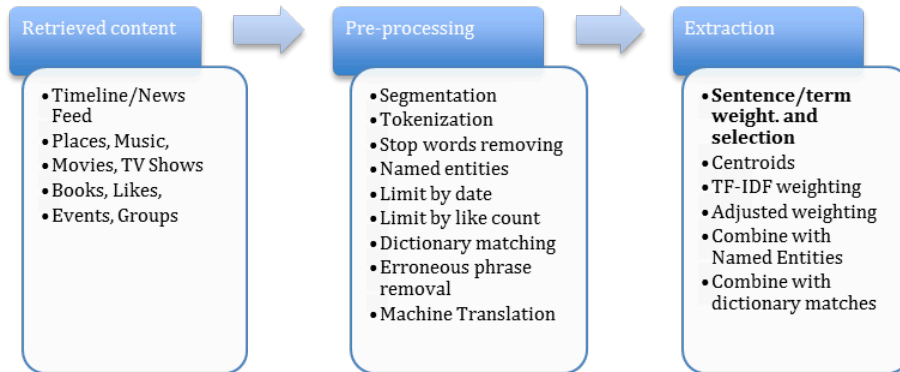 Retrieved content
• Timeline/News
Feed
• Places, Music,
• Movies, TV Shows
• Books, Likes,
• Events, Groups
Pre-processing
• Segmentation
• Tokenization
• Stop words removing
• Named entities
• Limit by date
• Limit by like count
• Dictionary matching
• Erroneous phrase
removal
• Machine Translation
Extraction
• Sentence/term
weight. and
selection
• Centroids
• TF-IDF weighting
• Adjusted weighting
• Combine with
Named Entities
• Combine with
dictionary matches